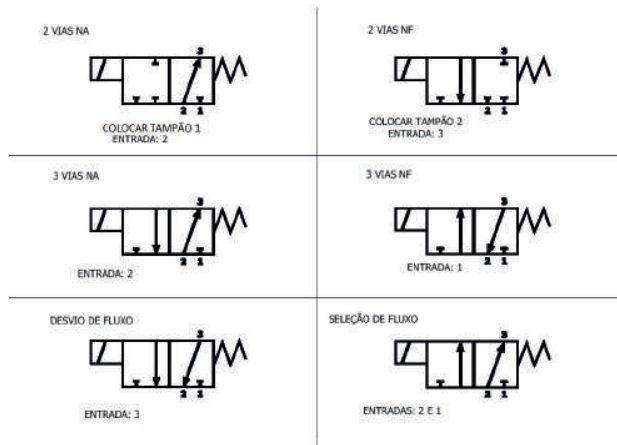 2 VIAS NA
3
2 1
COLOCAR TAMPÃO 1
ENTRADA: 2
2 VIAS NF
3
2 1
COLOCAR TAMPÃO 2
ENTRADA: 3
3 VIAS NA
3
2 1
ENTRADA: 2
3 VIAS NF
3
2 1
ENTRADA: 1
DESVIO DE FLUXO
3
2 1
ENTRADA: 3
SELEÇÃO DE FLUXO
3
2 1
ENTRADAS: 2 E 1